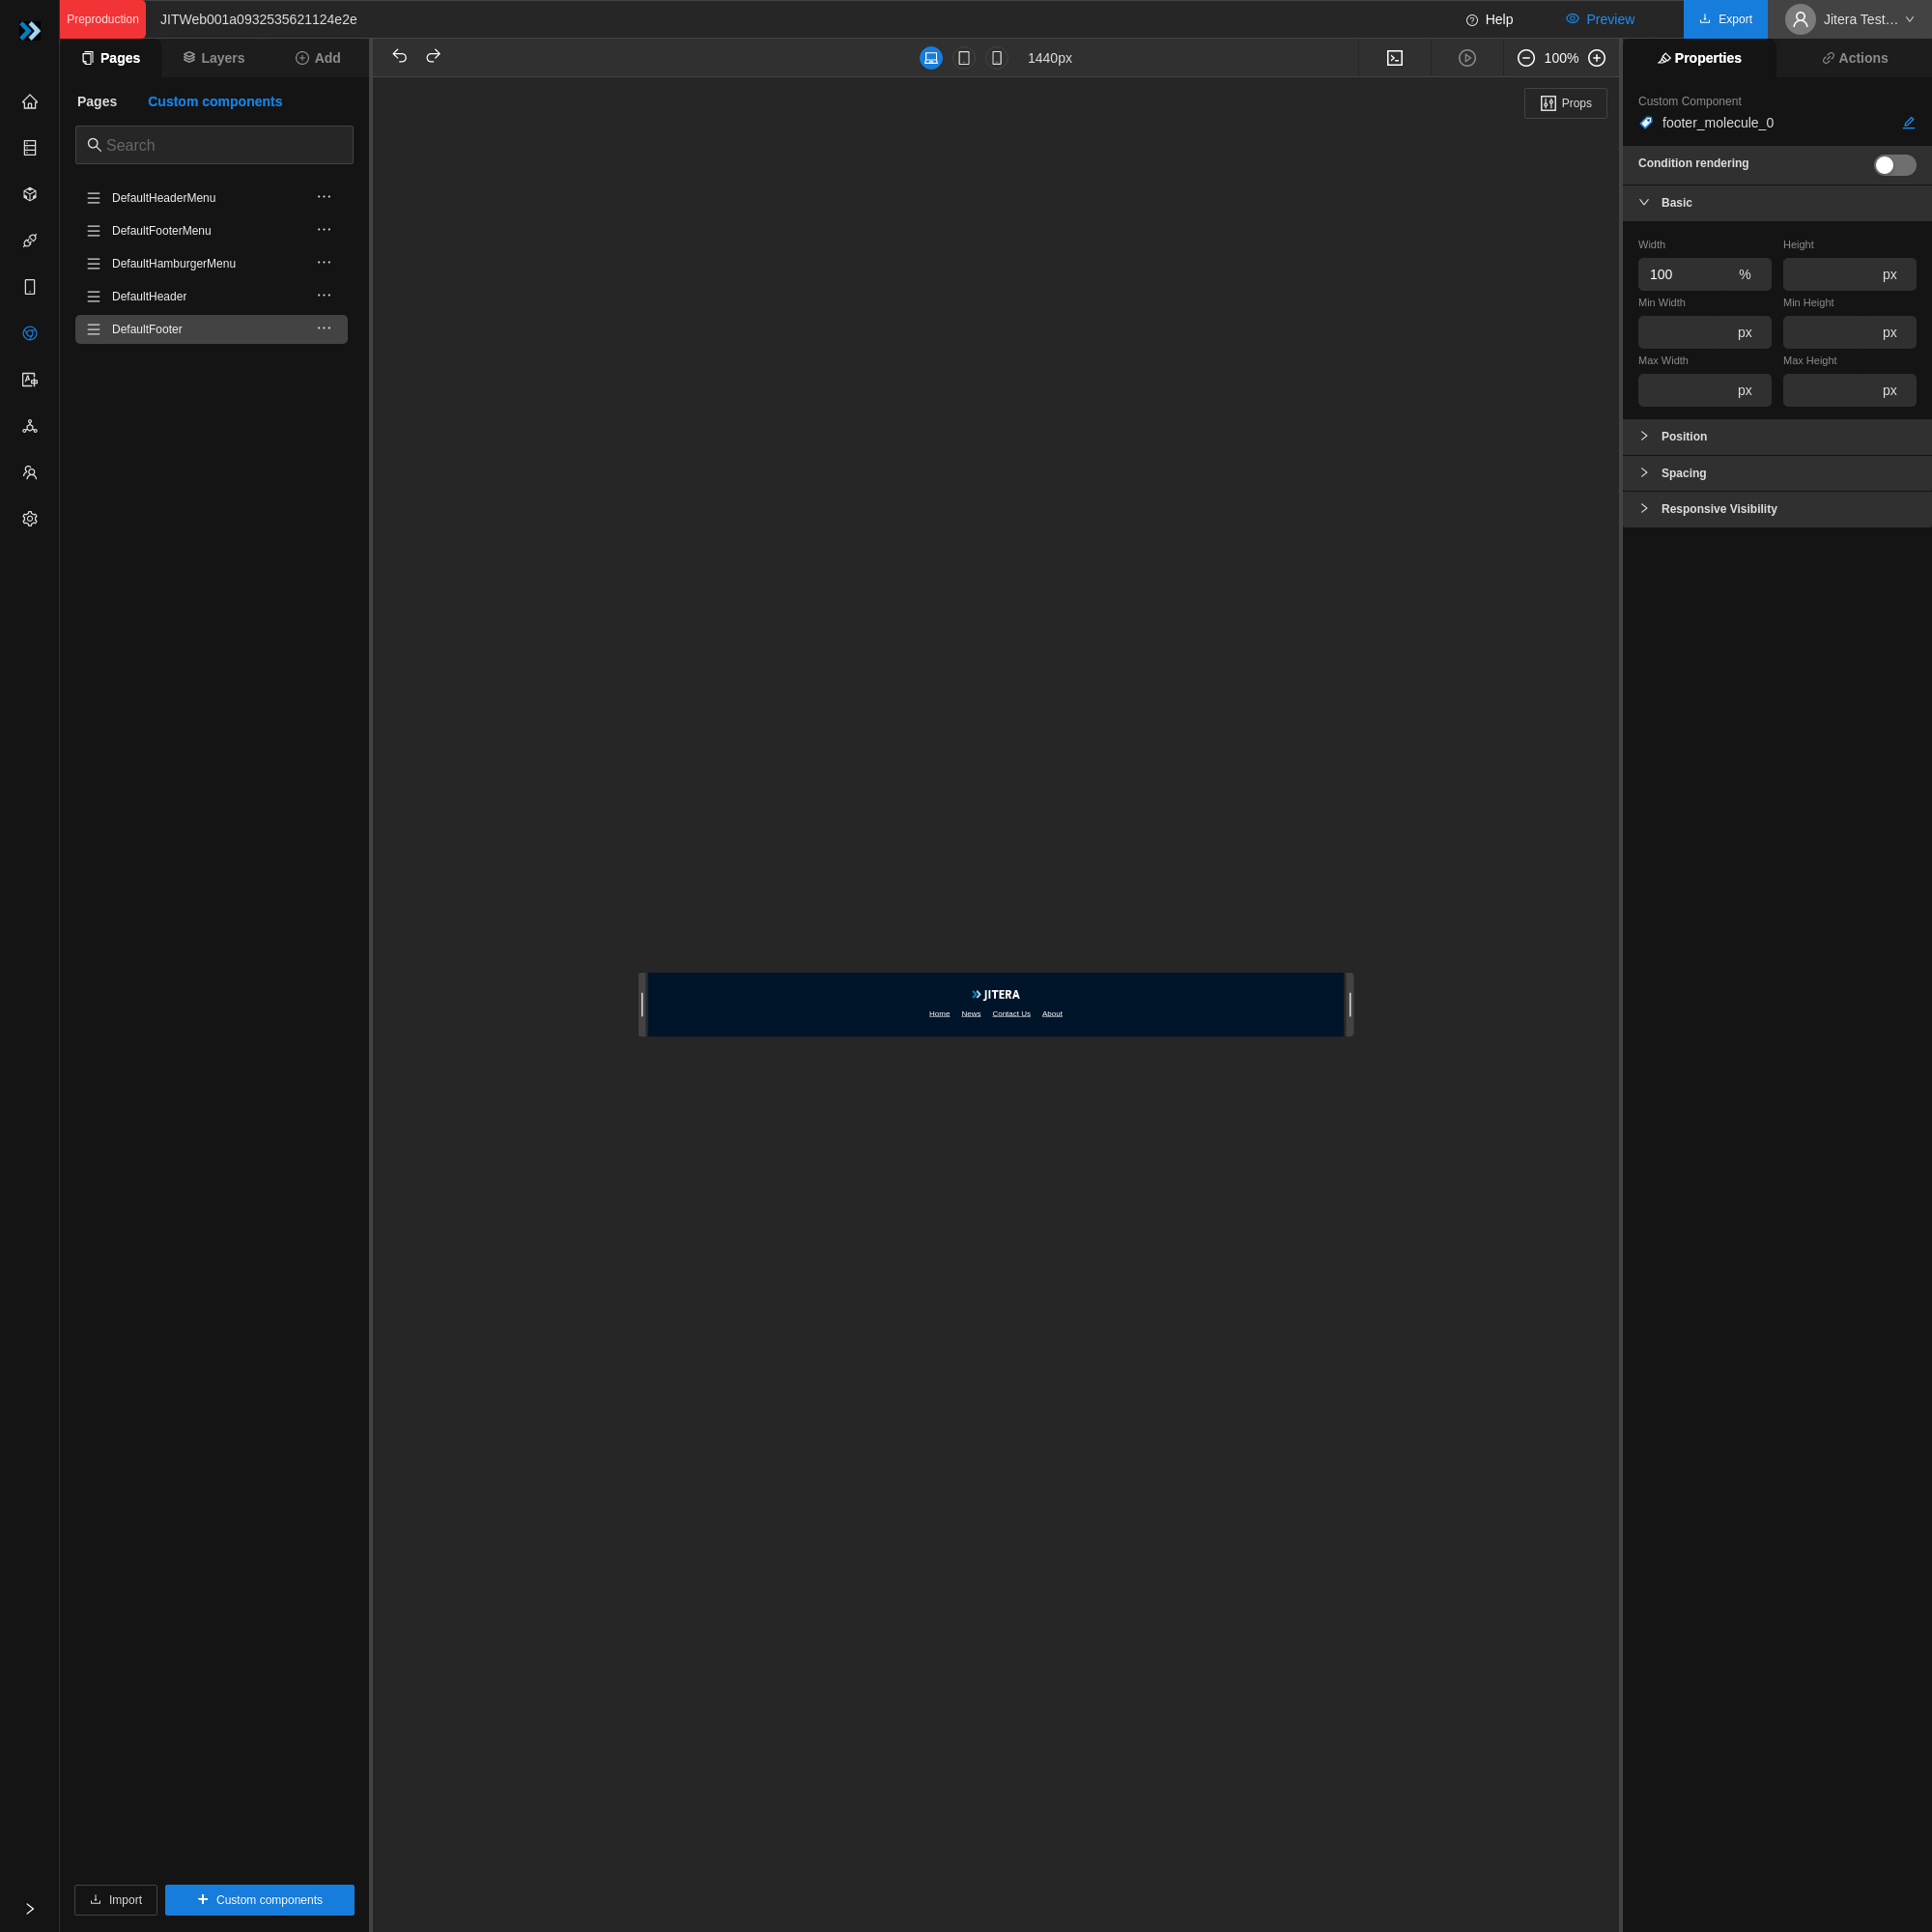 Preproduction JITWeb001a0932535621124e2e Help Preview Export Jitera Test…
Pages Layers Add 1440px 100% Properties Actions
Pages Custom components
Search
DefaultHeaderMenu
DefaultFooterMenu
DefaultHamburgerMenu
DefaultHeader
DefaultFooter
Import Custom components
Props
JITERA
Home News Contact Us About
Custom Component
footer_molecule_0
Condition rendering
Basic
Width Height
100 % px
Min Width Min Height
px px
Max Width Max Height
px px
Position
Spacing
Responsive Visibility